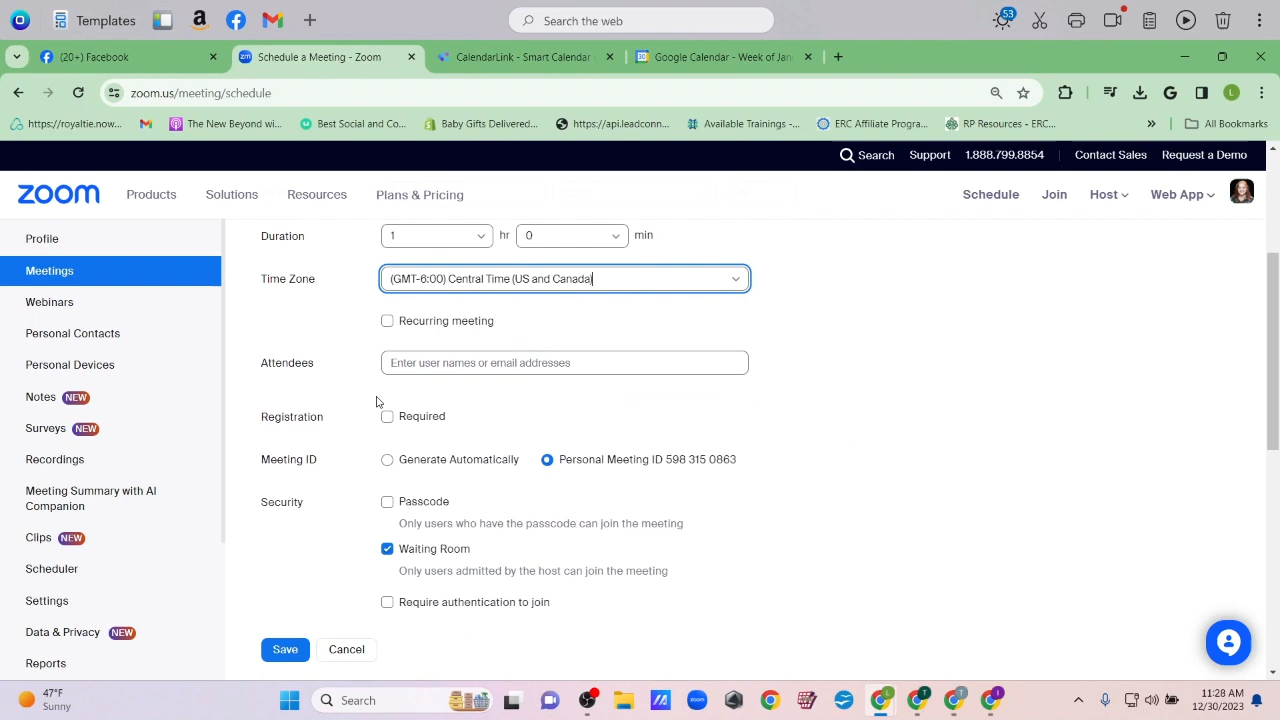 Templates
Search the web
53
(20+) Facebook
Schedule a Meeting - Zoom
CalendarLink - Smart Calendar
Google Calendar - Week of Jan
zoom.us/meeting/schedule
https://royaltie.now...
The New Beyond wi...
Best Social and Co...
Baby Gifts Delivered...
https://api.leadconn...
Available Trainings -...
ERC Affiliate Progra...
RP Resources - ERC...
All Bookmarks
Search
Support
1.888.799.8854
Contact Sales
Request a Demo
zoom
Products
Solutions
Resources
Plans & Pricing
Schedule
Join
Host
Web App
Profile
Meetings
Webinars
Personal Contacts
Personal Devices
Notes NEW
Surveys NEW
Recordings
Meeting Summary with AI
Companion
Clips NEW
Scheduler
Settings
Data & Privacy NEW
Reports
Duration 1 hr 0 min
Time Zone (GMT-6:00) Central Time (US and Canada)
Recurring meeting
Attendees Enter user names or email addresses
Registration Required
Meeting ID Generate Automatically Personal Meeting ID 598 315 0863
Security Passcode
Only users who have the passcode can join the meeting
Waiting Room
Only users admitted by the host can join the meeting
Require authentication to join
Save Cancel
47°F
Sunny
Search
11:28 AM
12/30/2023